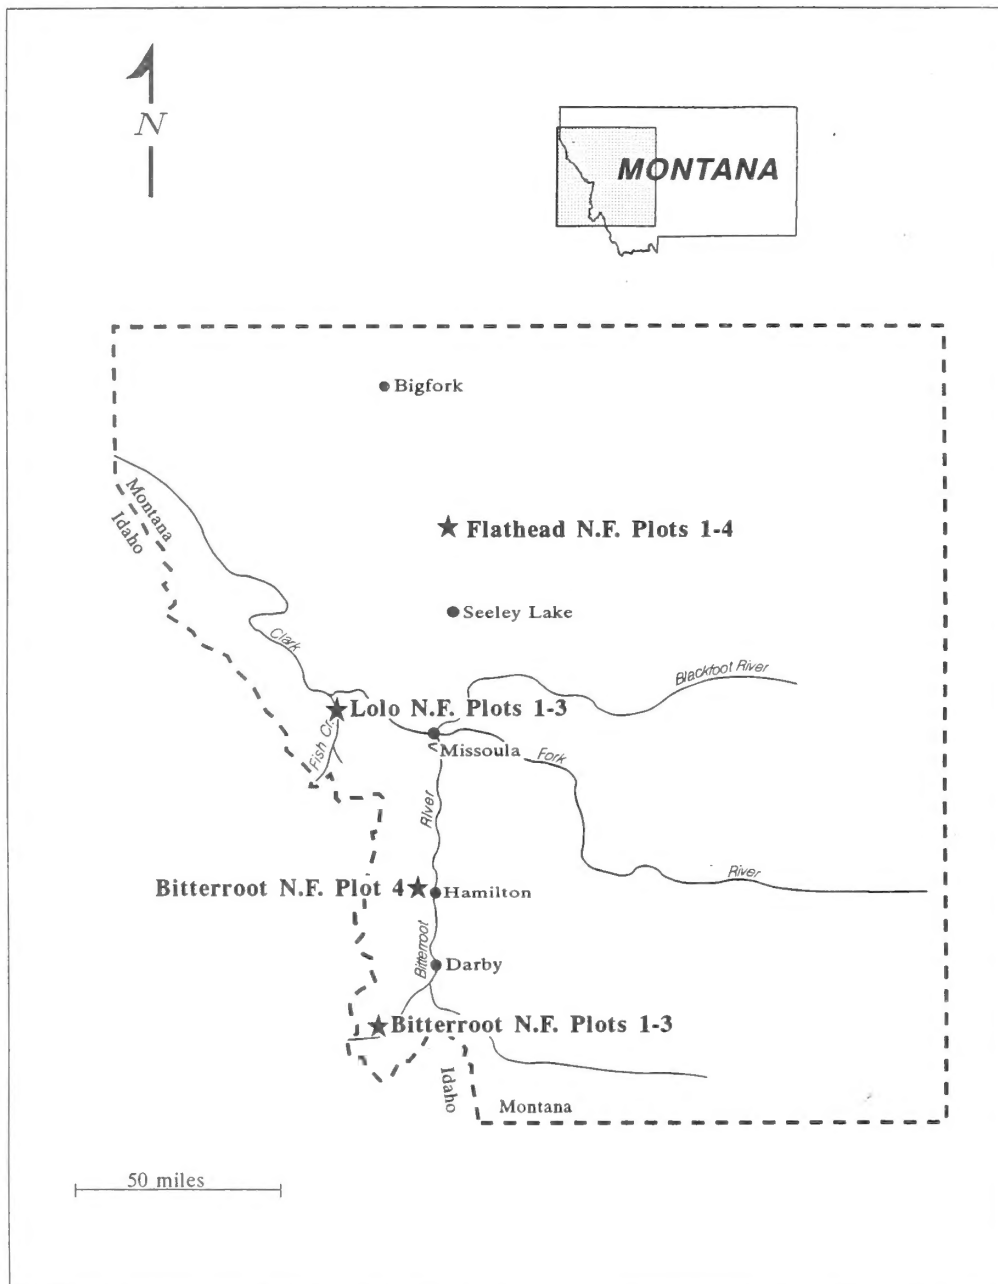 N
MONTANA
Bigfork
Montana
Idaho
Flathead N.F. Plots 1-4
Seeley Lake
Clark
Blackfoot River
Lolo N.F. Plots 1-3
Fish Cr.
Missoula
Fork
River
River
Bitterroot N.F. Plot 4
Hamilton
Bitterroot
Darby
Bitterroot N.F. Plots 1-3
Idaho
Montana
50 miles